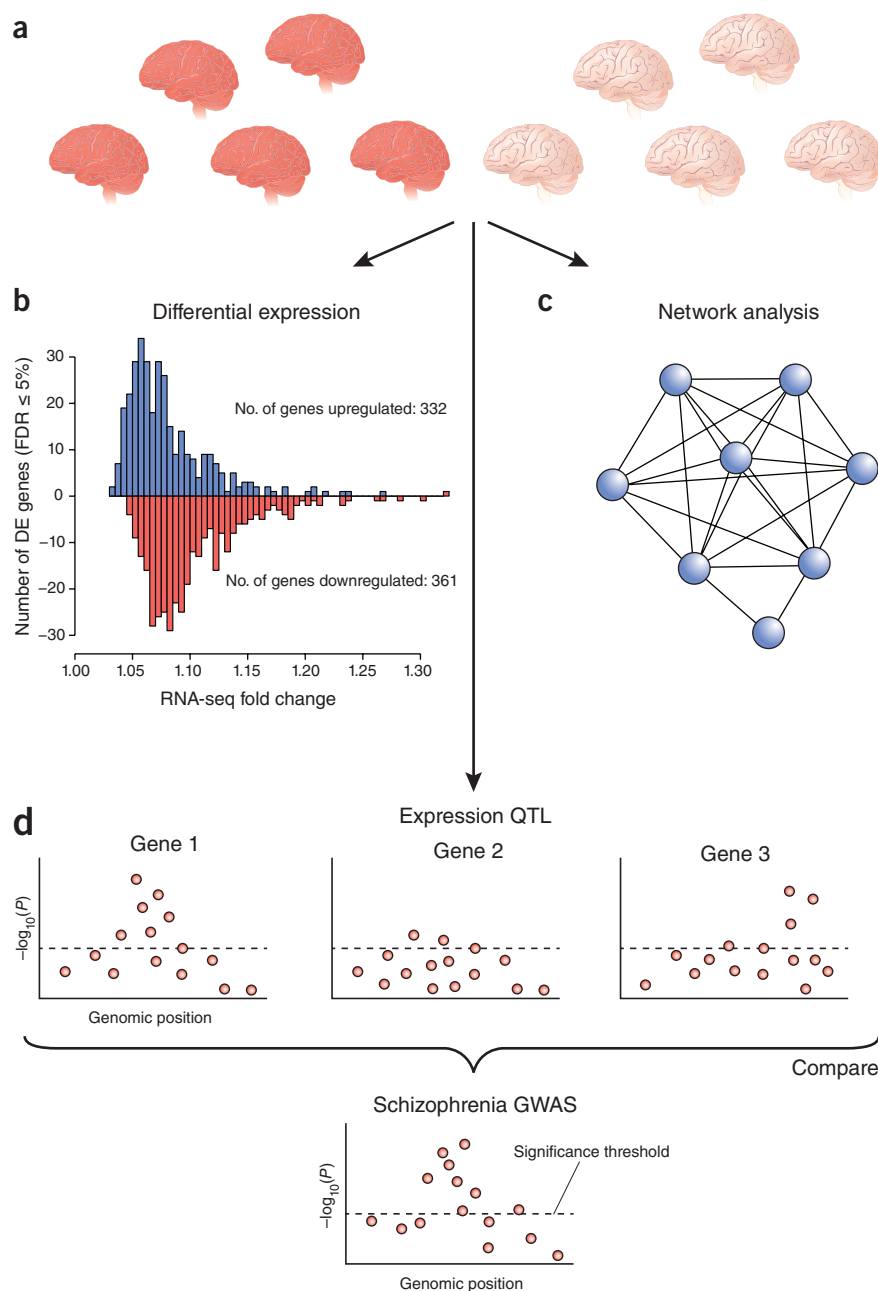 a
b
Differential expression
Number of DE genes (FDR ≤ 5%)
30
20
10
0
−10
−20
−30
No. of genes upregulated: 332
No. of genes downregulated: 361
1.00
1.05
1.10
1.15
1.20
1.25
1.30
RNA-seq fold change
c
Network analysis
d
Expression QTL
Gene 1
Gene 2
Gene 3
−log10(P)
Genomic position
Compare
Schizophrenia GWAS
Significance threshold
−log10(P)
Genomic position